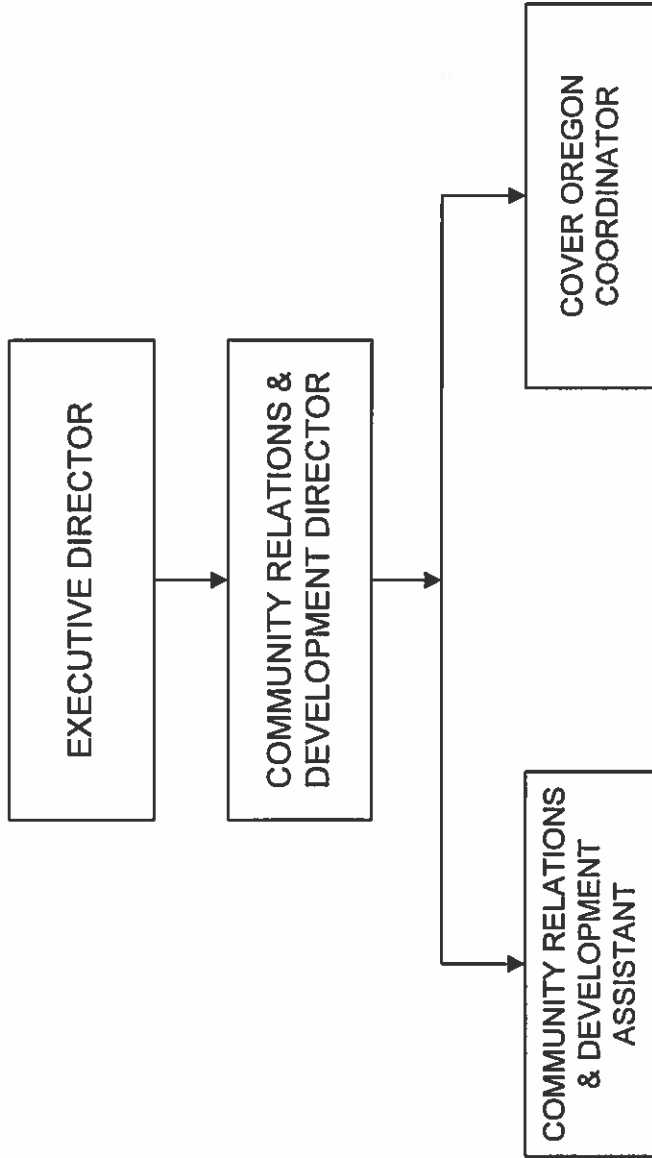 EXECUTIVE DIRECTOR
COMMUNITY RELATIONS &
DEVELOPMENT DIRECTOR
COMMUNITY RELATIONS
& DEVELOPMENT
ASSISTANT
COVER OREGON
COORDINATOR